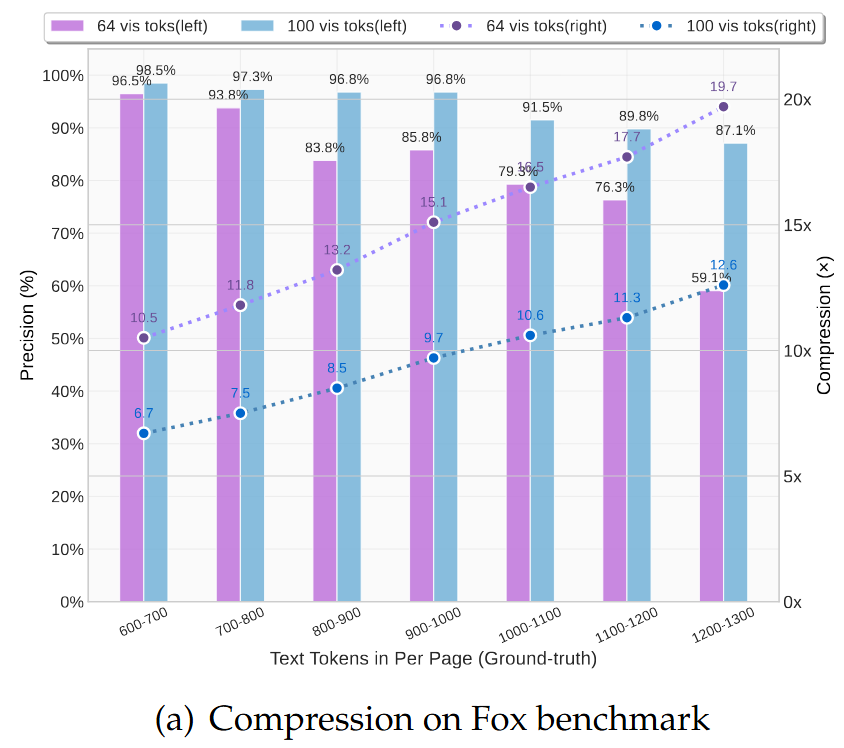 64 vis toks(left) 100 vis toks(left) 64 vis toks(right) 100 vis toks(right)
Precision (%)
100%
90%
80%
70%
60%
50%
40%
30%
20%
10%
0%
96.5% 98.5% 93.8% 97.3% 83.8% 96.8% 85.8% 96.8% 79.3% 91.5% 76.3% 89.8% 59.1% 87.1%
10.5 11.8 13.2 15.1 16.5 17.7 19.7
6.7 7.5 8.5 9.7 10.6 11.3 12.6
20x
15x
10x
5x
0x
Compression (×)
600-700 700-800 800-900 900-1000 1000-1100 1100-1200 1200-1300
Text Tokens in Per Page (Ground-truth)
(a) Compression on Fox benchmark